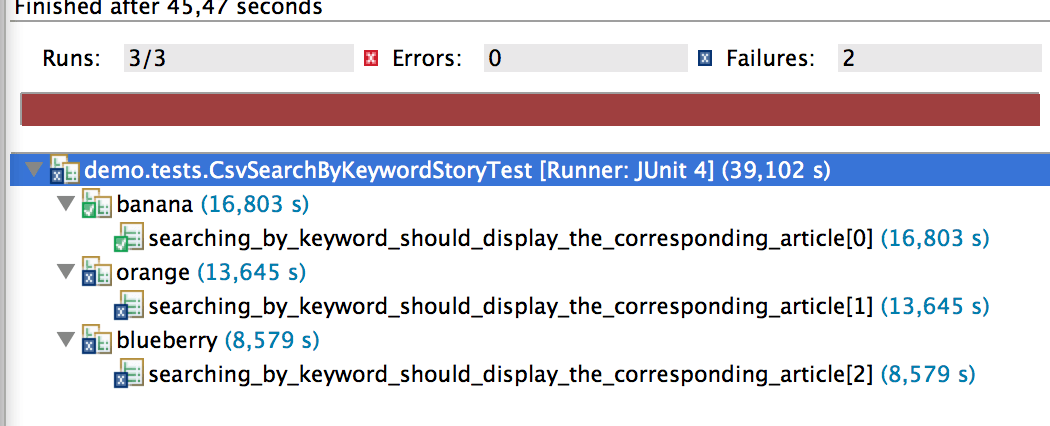 Finished after 45,47 seconds
Runs: 3/3 Errors: 0 Failures: 2
demo.tests.CsvSearchByKeywordStoryTest [Runner: JUnit 4] (39,102 s)
banana (16,803 s)
searching_by_keyword_should_display_the_corresponding_article[0] (16,803 s)
orange (13,645 s)
searching_by_keyword_should_display_the_corresponding_article[1] (13,645 s)
blueberry (8,579 s)
searching_by_keyword_should_display_the_corresponding_article[2] (8,579 s)